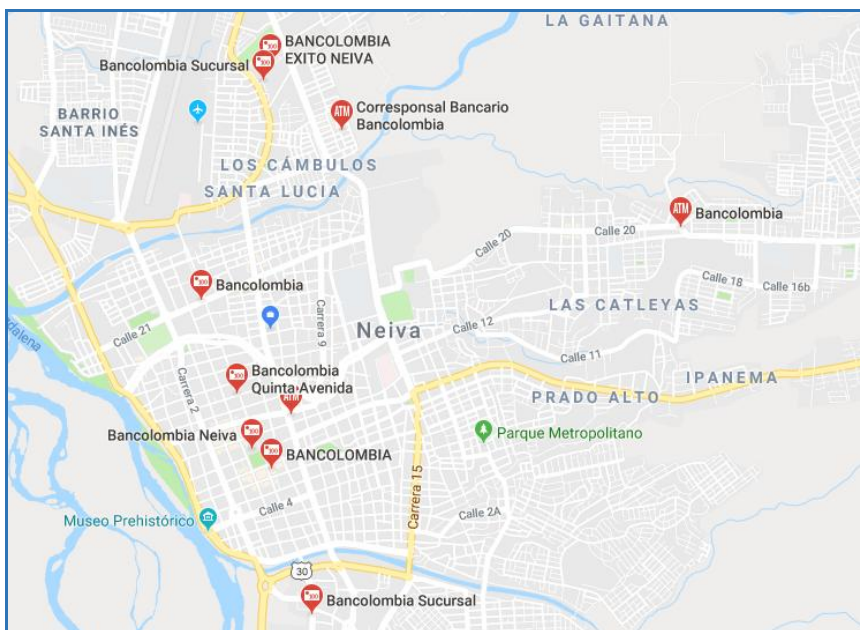 LA GAITANA
BANCOLOMBIA
EXITO NEIVA
Bancolombia Sucursal
Corresponsal Bancario
Bancolombia
ATM
BARRIO
SANTA INÉS
LOS CÁMBULOS
SANTA LUCIA
ATM
Bancolombia
Calle 20
Calle 20
Calle 18
Calle 16b
Bancolombia
LAS CATLEYAS
Calle 21
Carrera 9
Neiva
Calle 12
Calle 11
Bancolombia
Quinta Avenida
ATM
Carrera 2
IPANEMA
PRADO ALTO
Bancolombia Neiva
Parque Metropolitano
BANCOLOMBIA
Carrera 15
Calle 4
Calle 2A
Museo Prehistórico
30
Bancolombia Sucursal